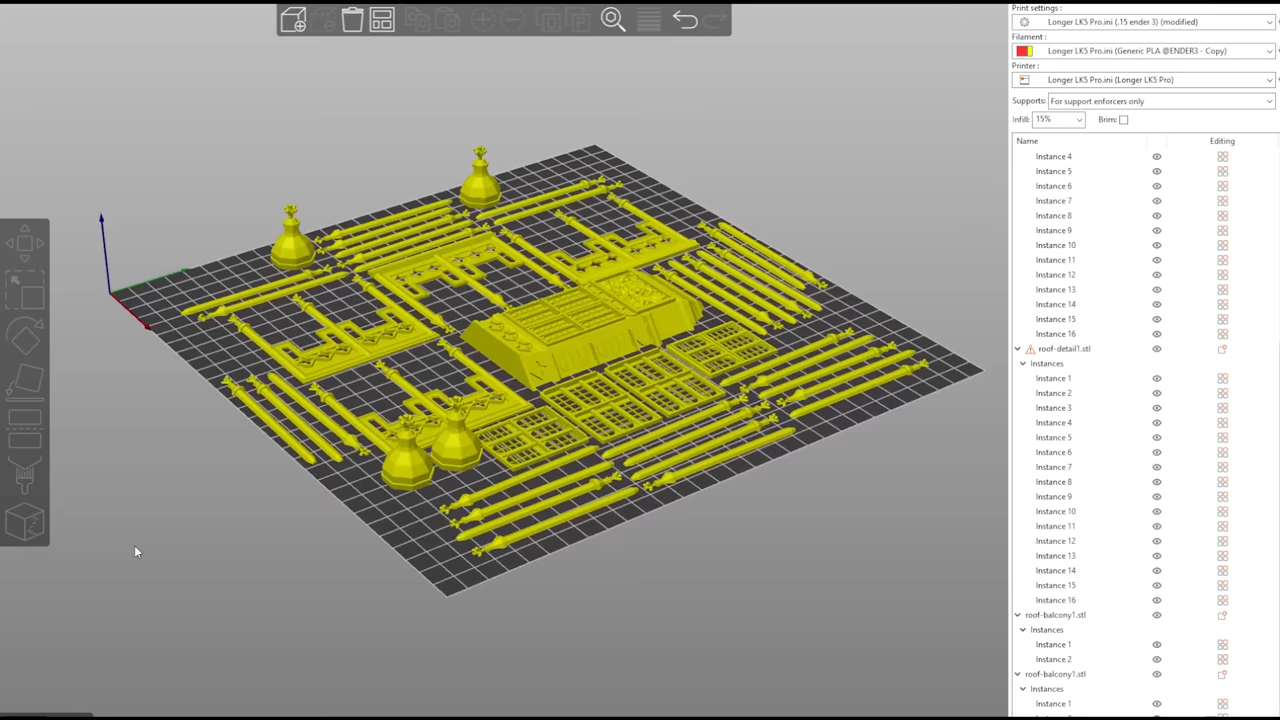 Print settings :
Longer LK5 Pro.ini (.15 ender 3) (modified)
Filament :
Longer LK5 Pro.ini (Generic PLA @ENDER3 - Copy)
Printer :
Longer LK5 Pro.ini (Longer LK5 Pro)
Supports: For support enforcers only
Infill: 15% Brim:
Name Editing
Instance 4
Instance 5
Instance 6
Instance 7
Instance 8
Instance 9
Instance 10
Instance 11
Instance 12
Instance 13
Instance 14
Instance 15
Instance 16
roof-detail1.stl
Instances
Instance 1
Instance 2
Instance 3
Instance 4
Instance 5
Instance 6
Instance 7
Instance 8
Instance 9
Instance 10
Instance 11
Instance 12
Instance 13
Instance 14
Instance 15
Instance 16
roof-balcony1.stl
Instances
Instance 1
Instance 2
roof-balcony1.stl
Instances
Instance 1